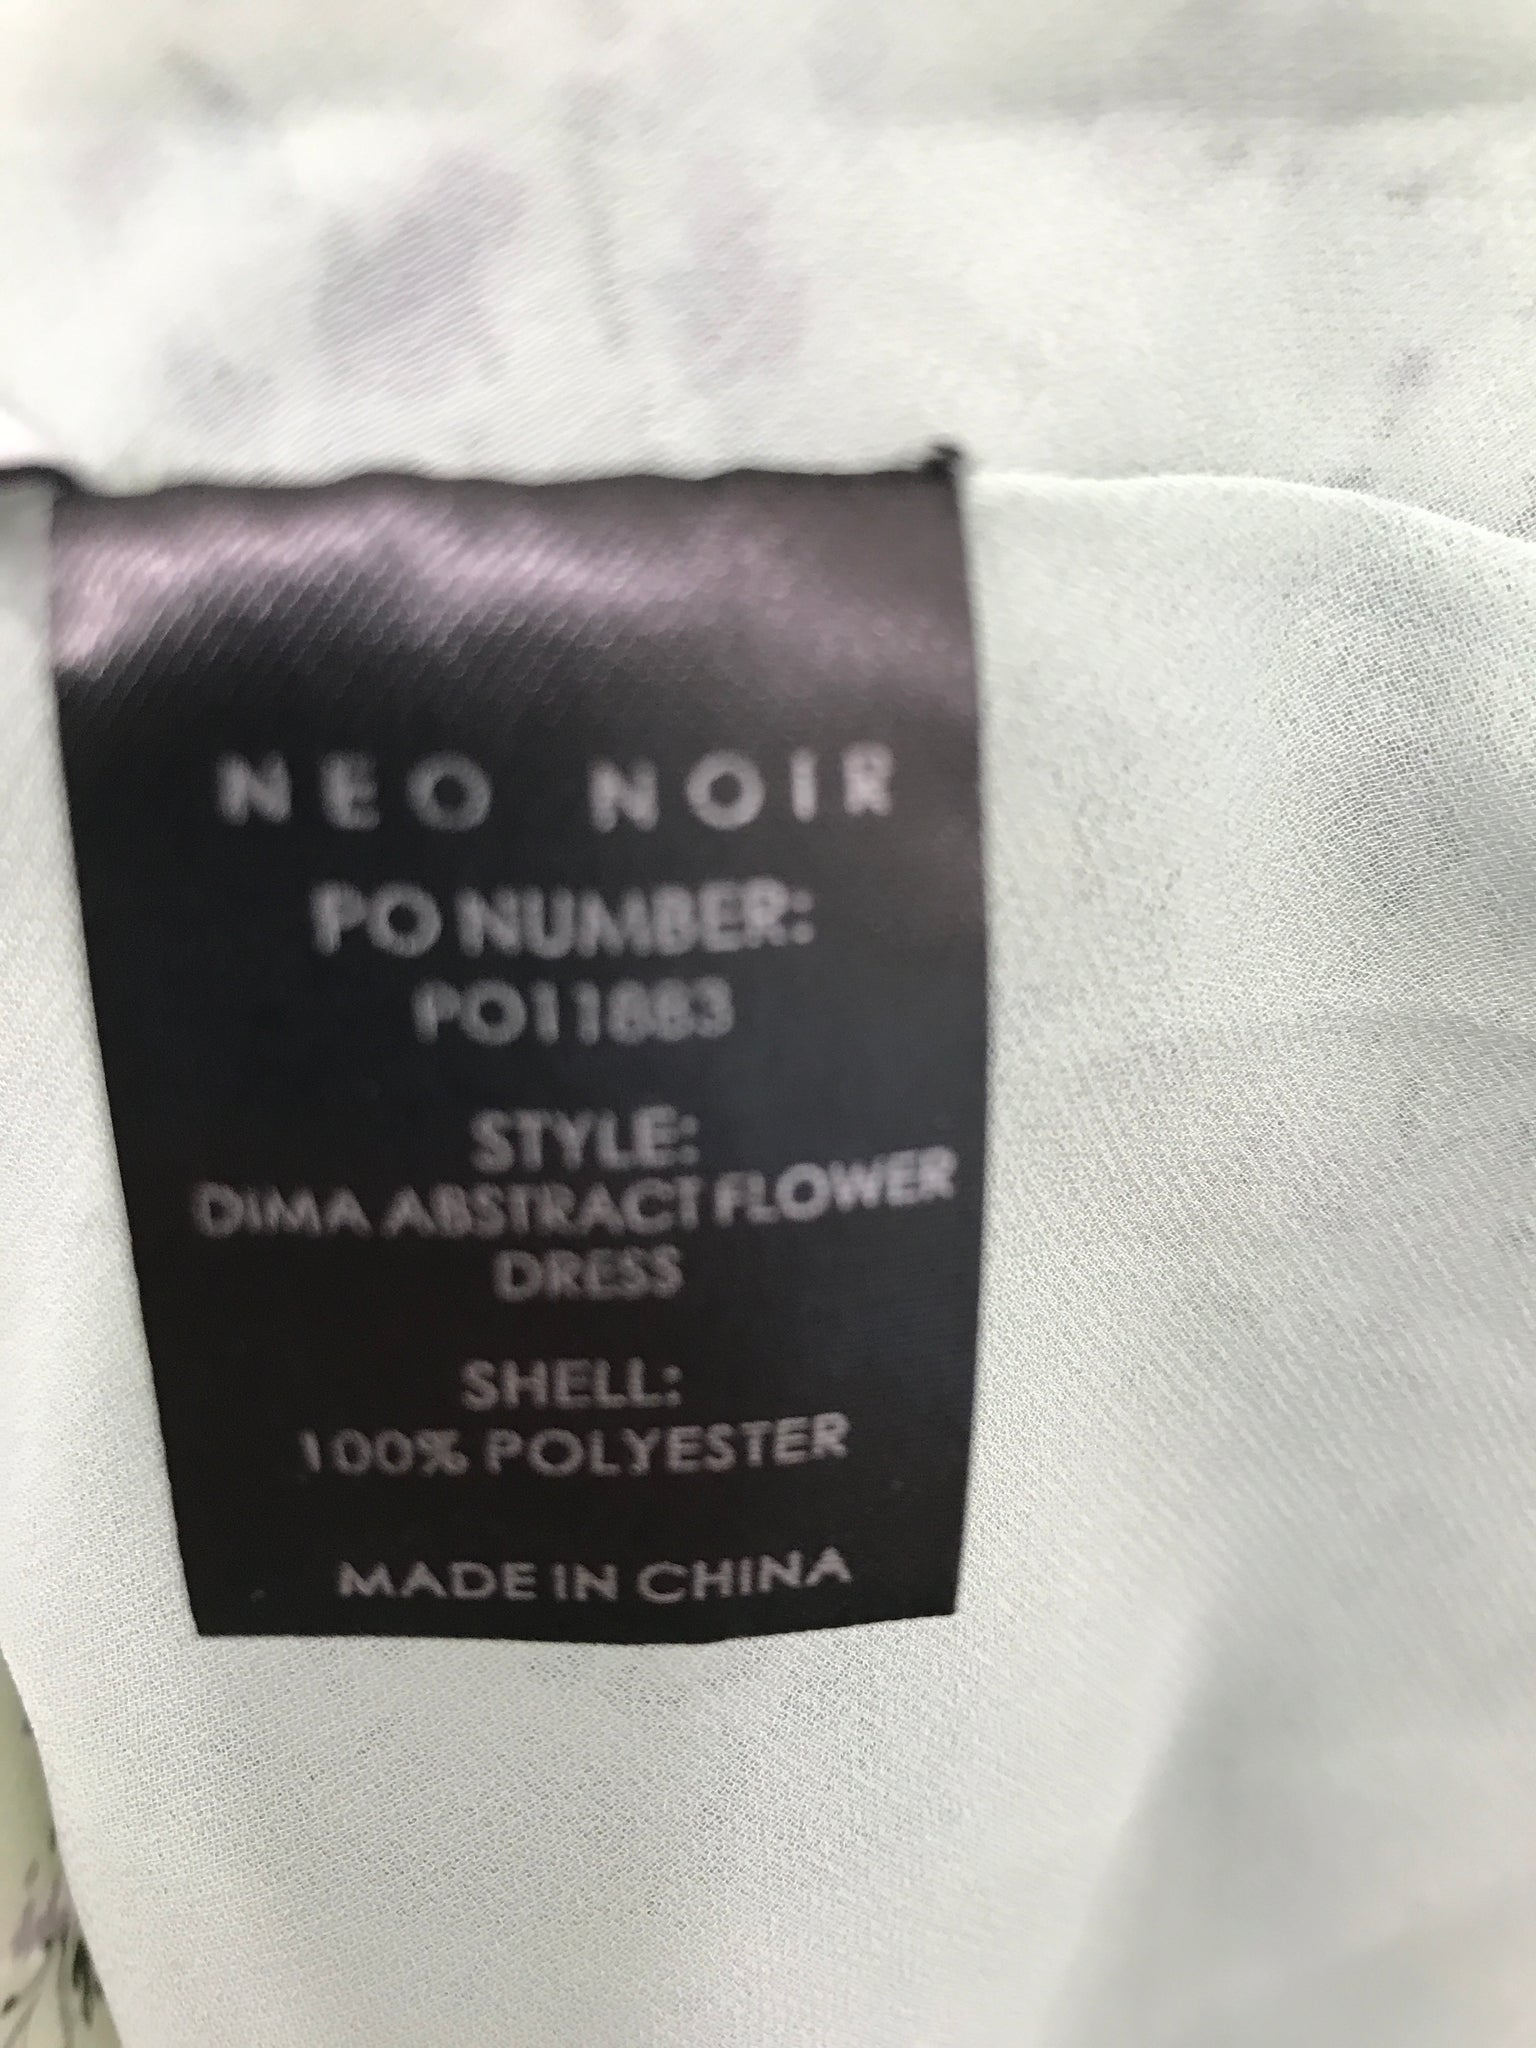 NEO NOIR
PO NUMBER:
PO11883
STYLE:
DIMA ABSTRACT FLOWER
DRESS
SHELL:
100% POLYESTER
MADE IN CHINA